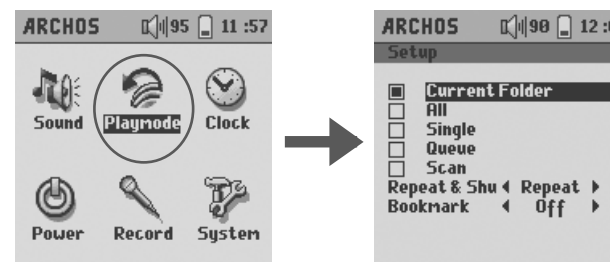 ARCHOS 95 11 :57
Sound Playmode Clock
Power Record System
ARCHOS 90 12 :
Setup
Current Folder
All
Single
Queue
Scan
Repeat & Shu Repeat
Bookmark Off